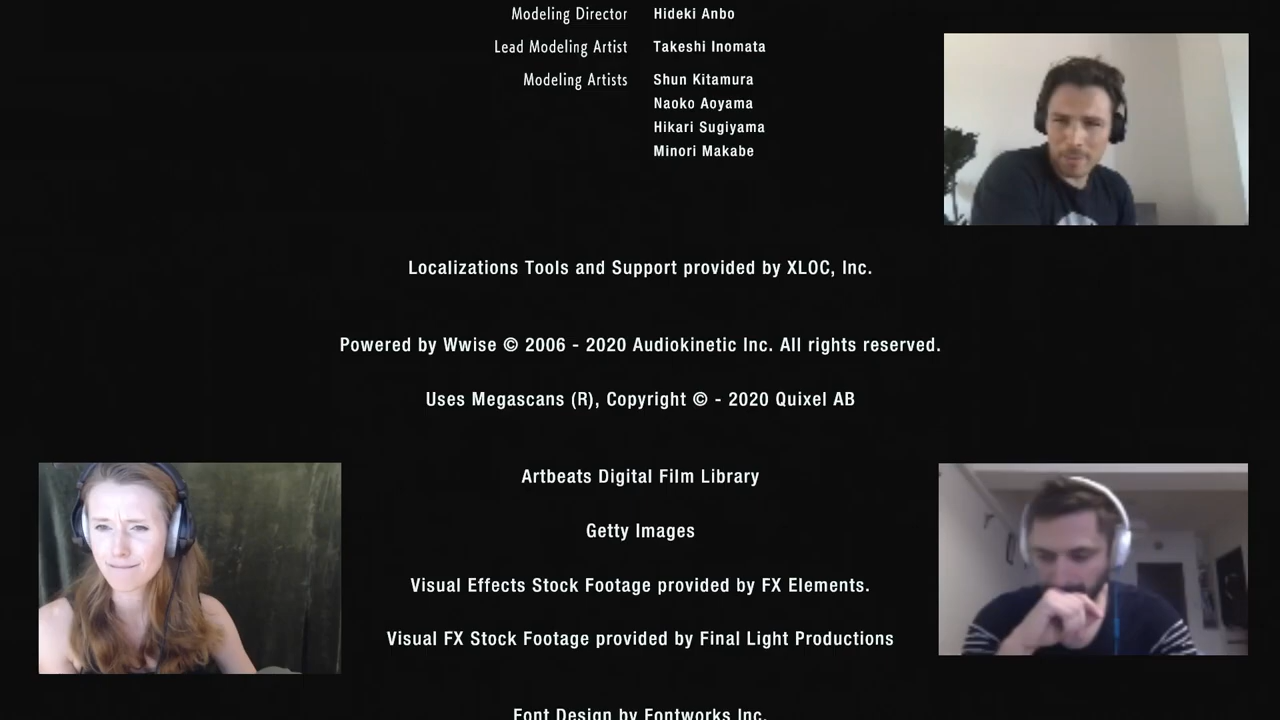 Modeling Director Hideki Anbo
Lead Modeling Artist Takeshi Inomata
Modeling Artists Shun Kitamura
Naoko Aoyama
Hikari Sugiyama
Minori Makabe
Localizations Tools and Support provided by XLOC, Inc.
Powered by Wwise © 2006 - 2020 Audiokinetic Inc. All rights reserved.
Uses Megascans (R), Copyright © - 2020 Quixel AB
Artbeats Digital Film Library
Getty Images
Visual Effects Stock Footage provided by FX Elements.
Visual FX Stock Footage provided by Final Light Productions
Font Design by Fontworks Inc.